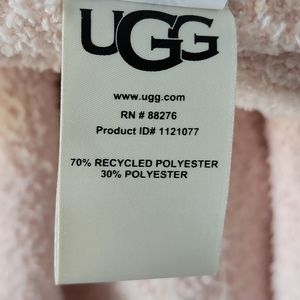 UGG
www.ugg.com
RN # 88276
Product ID# 1121077
70% RECYCLED POLYESTER
30% POLYESTER